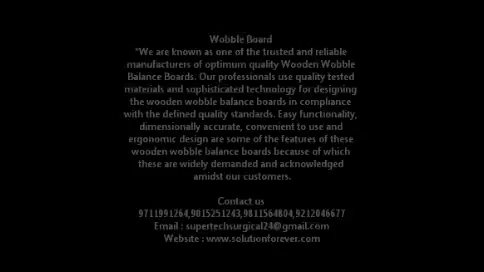 Wobble Board
"We are known as one of the trusted and reliable
manufacturers of optimum quality Wooden Wobble
Balance Boards. Our professionals use quality tested
materials and sophisticated technology for designing
the wooden wobble balance boards in compliance
with the defined quality standards. Easy functionality,
dimensionally accurate, convenient to use and
ergonomic design are some of the features of these
wooden wobble balance boards because of which
these are widely demanded and acknowledged
amidst our customers.
Contact us
9711991264,9015251243,9811564804,9212046677
Email : supertechsurgical24@gmail.com
Website : www.solutionforever.com